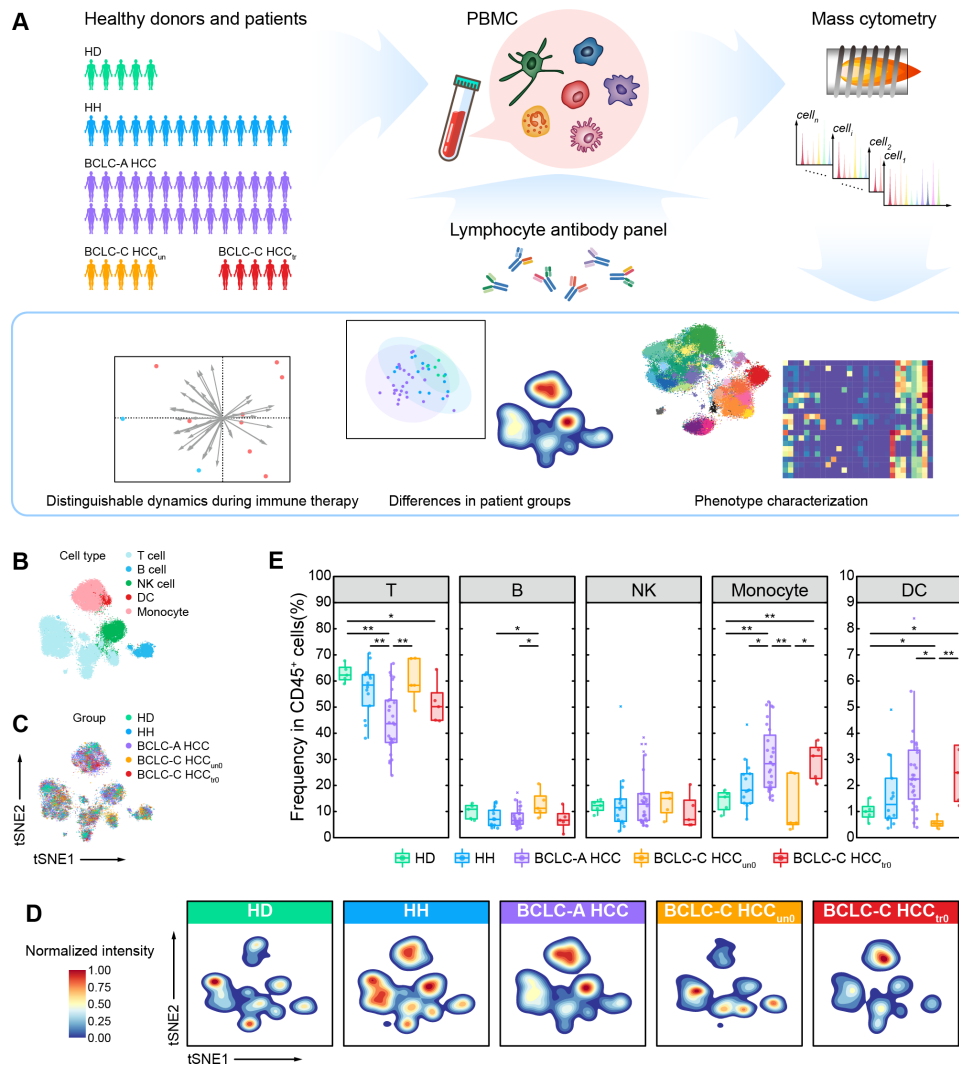 A
Healthy donors and patients
PBMC
Mass cytometry
HD
HH
BCLC-A HCC
BCLC-C HCCun
BCLC-C HCCtr
Lymphocyte antibody panel
celln
celli
cell2
cell1
Distinguishable dynamics during immune therapy
Differences in patient groups
Phenotype characterization
B
Cell type
T cell
B cell
NK cell
DC
Monocyte
C
Group
HD
HH
BCLC-A HCC
BCLC-C HCCun0
BCLC-C HCCtr0
tSNE2
tSNE1
E
Frequency in CD45+ cells(%)
100
90
80
70
60
50
40
30
20
10
0
T
B
NK
Monocyte
10
9
8
7
6
5
4
3
2
1
0
DC
*
**
** **
*
*
**
**
* ** *
*
*
* **
HD
HH
BCLC-A HCC
BCLC-C HCCun0
BCLC-C HCCtr0
D
Normalized intensity
1.00
0.75
0.50
0.25
0.00
HD
HH
BCLC-A HCC
BCLC-C HCCun0
BCLC-C HCCtr0
tSNE2
tSNE1